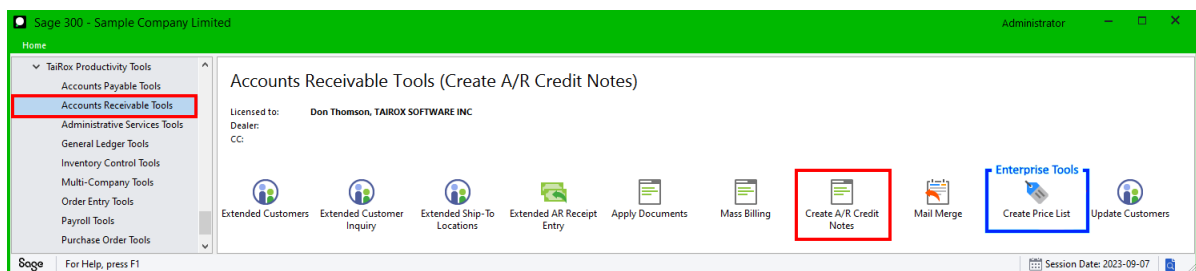 Sage 300 - Sample Company Limited
Administrator
Home
TaiRox Productivity Tools
Accounts Payable Tools
Accounts Receivable Tools
Administrative Services Tools
General Ledger Tools
Inventory Control Tools
Multi-Company Tools
Order Entry Tools
Payroll Tools
Purchase Order Tools
Accounts Receivable Tools (Create A/R Credit Notes)
Licensed to: Don Thomson, TAIROX SOFTWARE INC
Dealer:
CC:
Enterprise Tools
Extended Customers
Extended Customer
Inquiry
Extended Ship-To
Locations
Extended AR Receipt
Entry
Apply Documents
Mass Billing
Create A/R Credit
Notes
Mail Merge
Create Price List
Update Customers
Sage
For Help, press F1
Session Date: 2023-09-07